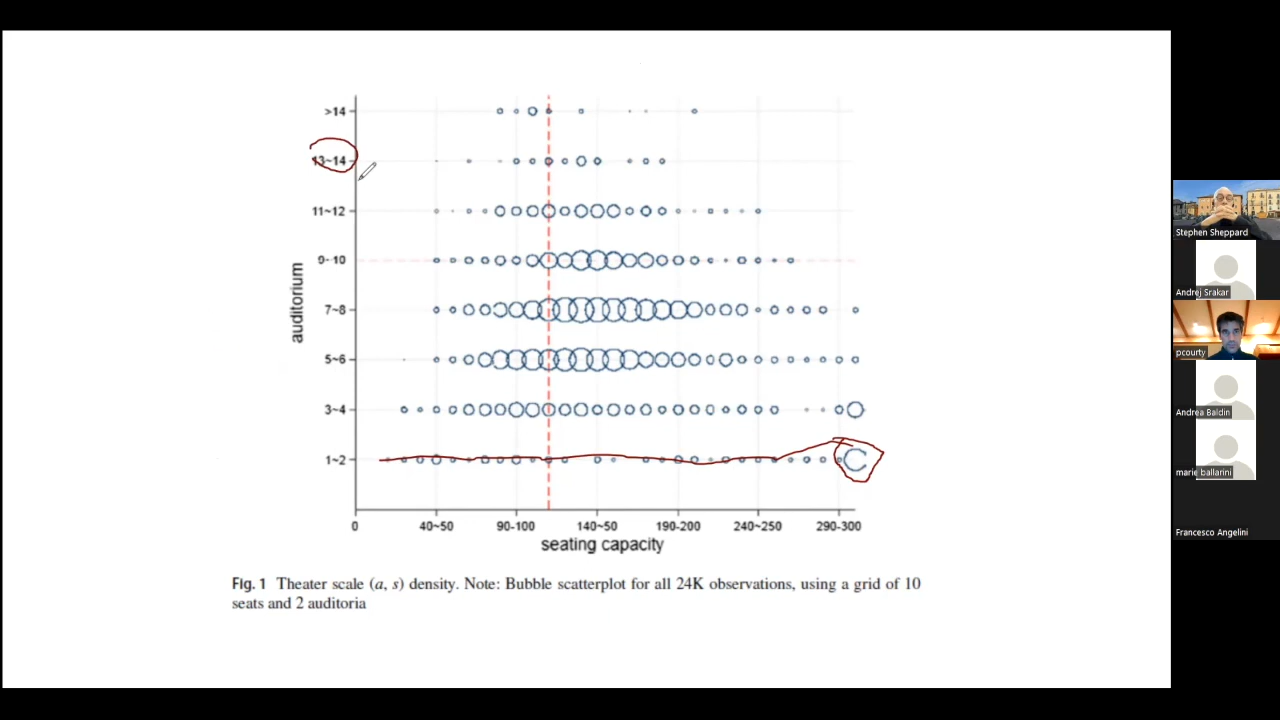 >14
13~14
11~12
9~10
7~8
5~6
3~4
1~2
auditorium
0 40~50 90-100 140~50 190-200 240~250 290-300
seating capacity
Fig. 1 Theater scale (a, s) density. Note: Bubble scatterplot for all 24K observations, using a grid of 10
seats and 2 auditoria
Stephen Sheppard
Andrej Srakar
pcourty
Andrea Baldin
marie ballarini
Francesco Angelini